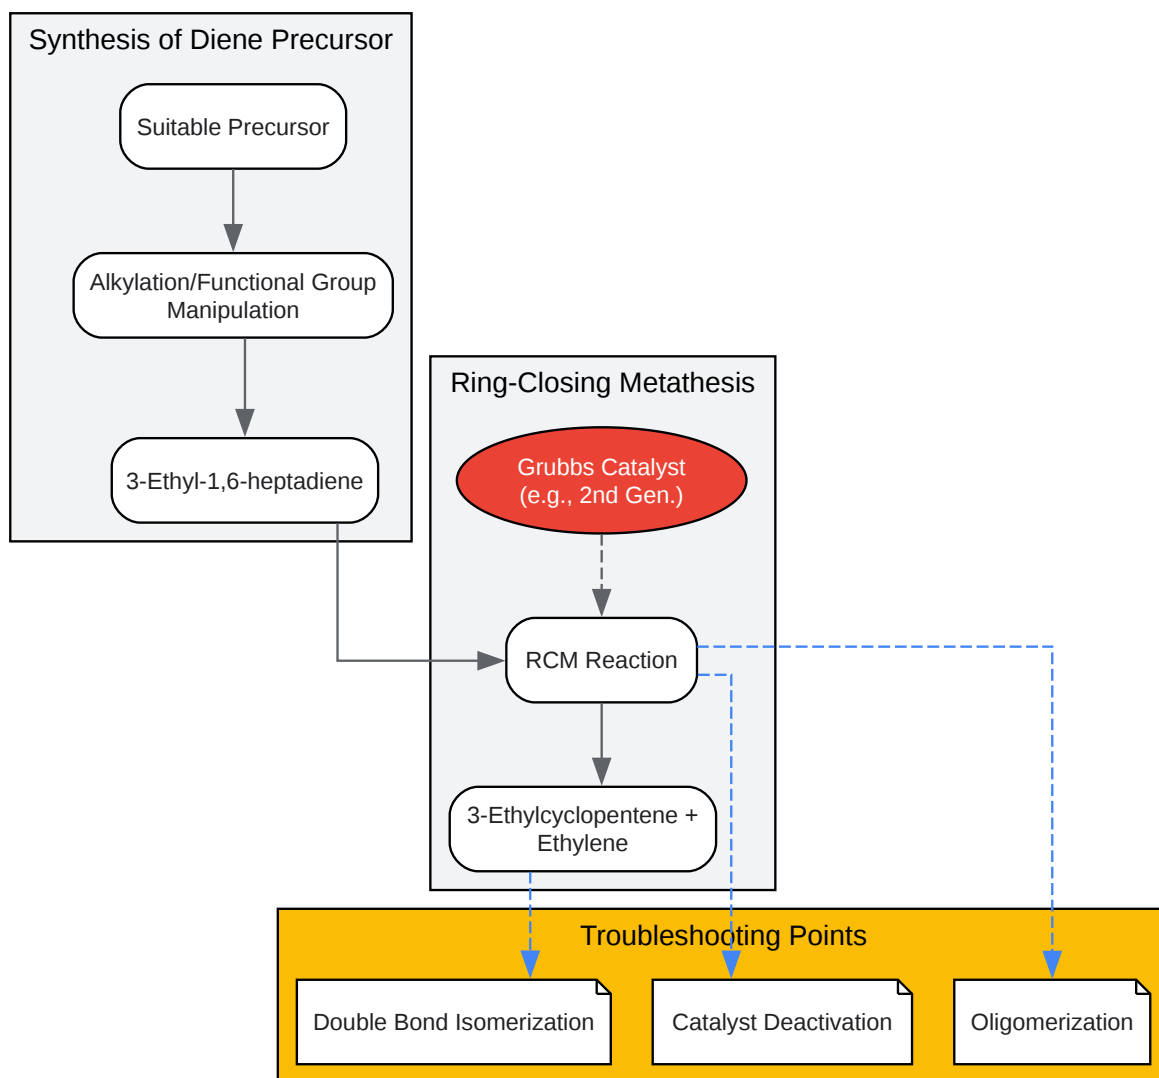 Synthesis of Diene Precursor
Suitable Precursor
Alkylation/Functional Group
Manipulation
3-Ethyl-1,6-heptadiene
Ring-Closing Metathesis
Grubbs Catalyst
(e.g., 2nd Gen.)
RCM Reaction
3-Ethylcyclopentene +
Ethylene
Troubleshooting Points
Double Bond Isomerization
Catalyst Deactivation
Oligomerization